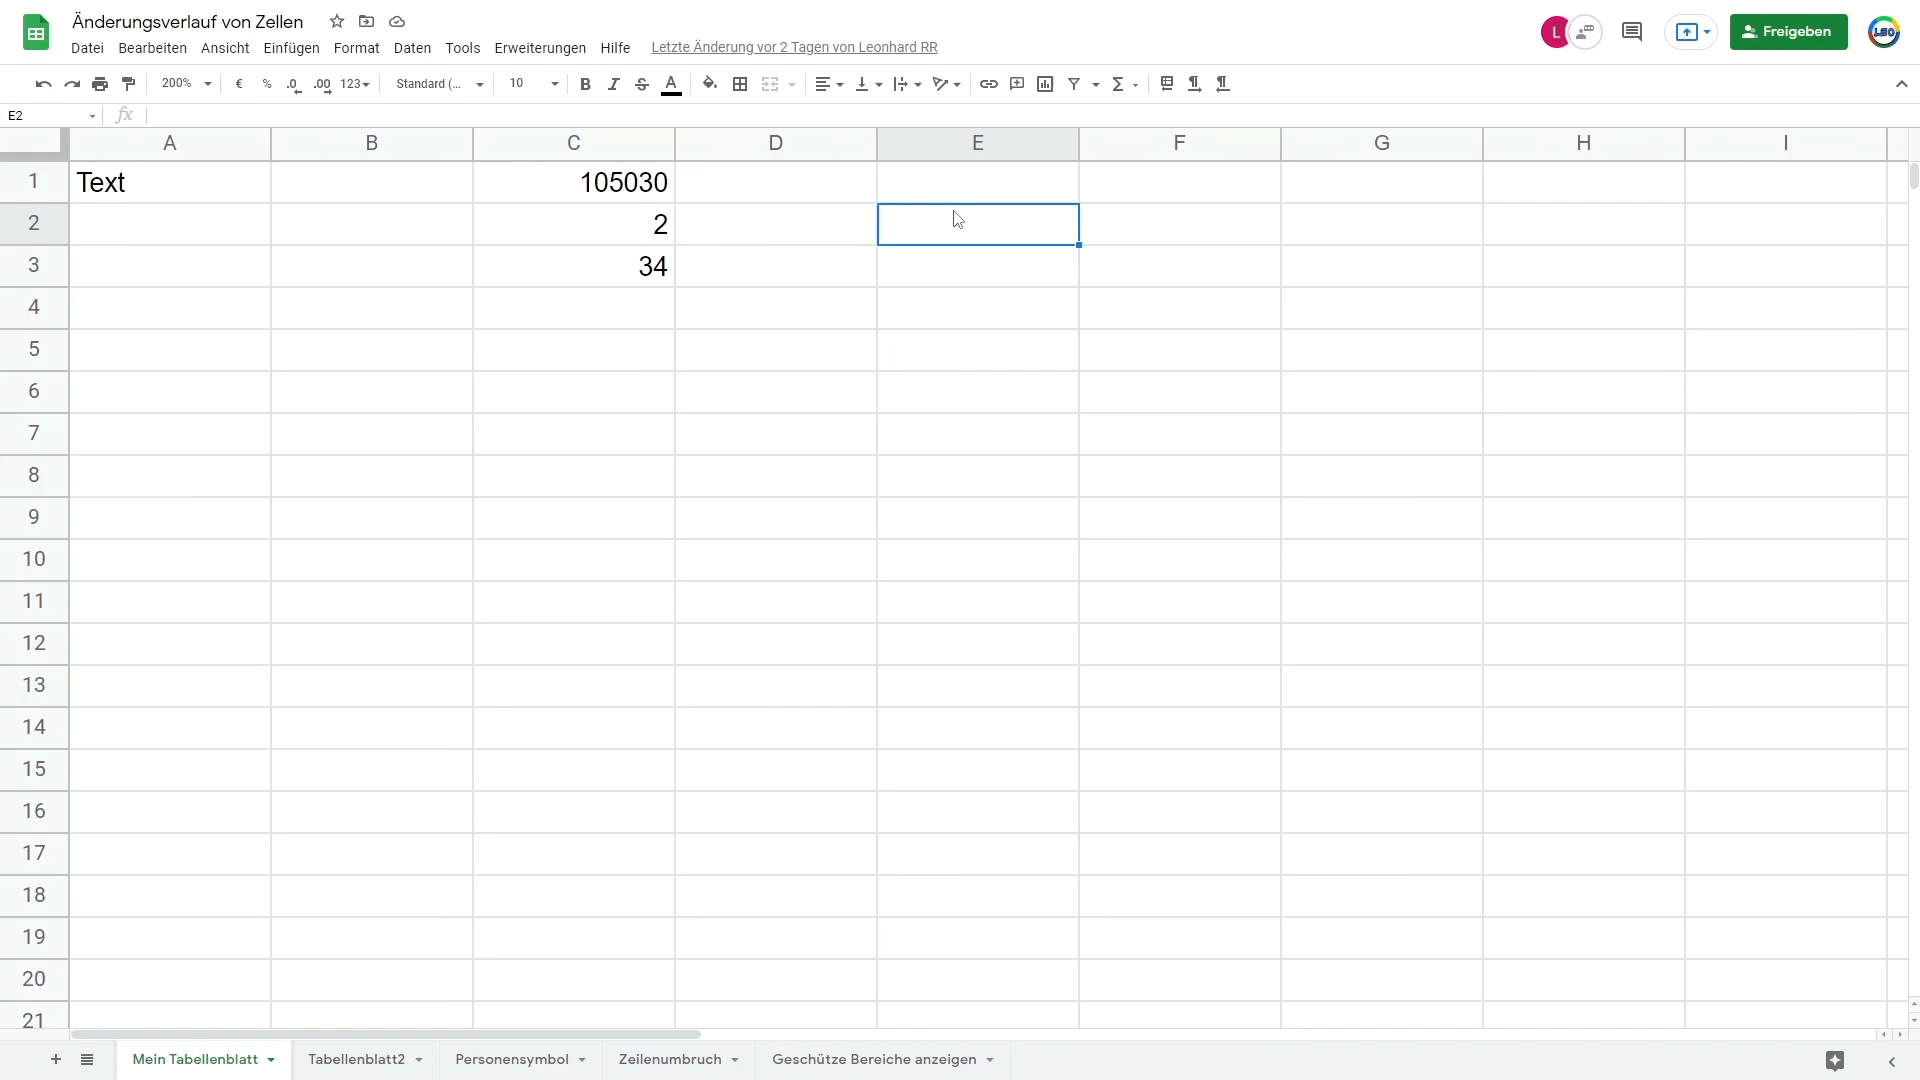 Änderungsverlauf von Zellen
L
Freigeben
LSO
Datei Bearbeiten Ansicht Einfügen Format Daten Tools Erweiterungen Hilfe Letzte Änderung vor 2 Tagen von Leonhard RR
200% € % .0 .00 123 Standard (... 10 B I S A Σ
E2 fx
A B C D E F G H I
1 Text 105030
2 2
3 34
4
5
6
7
8
9
10
11
12
13
14
15
16
17
18
19
20
21
+ Mein Tabellenblatt Tabellenblatt2 Personensymbol Zeilenumbruch Geschütze Bereiche anzeigen